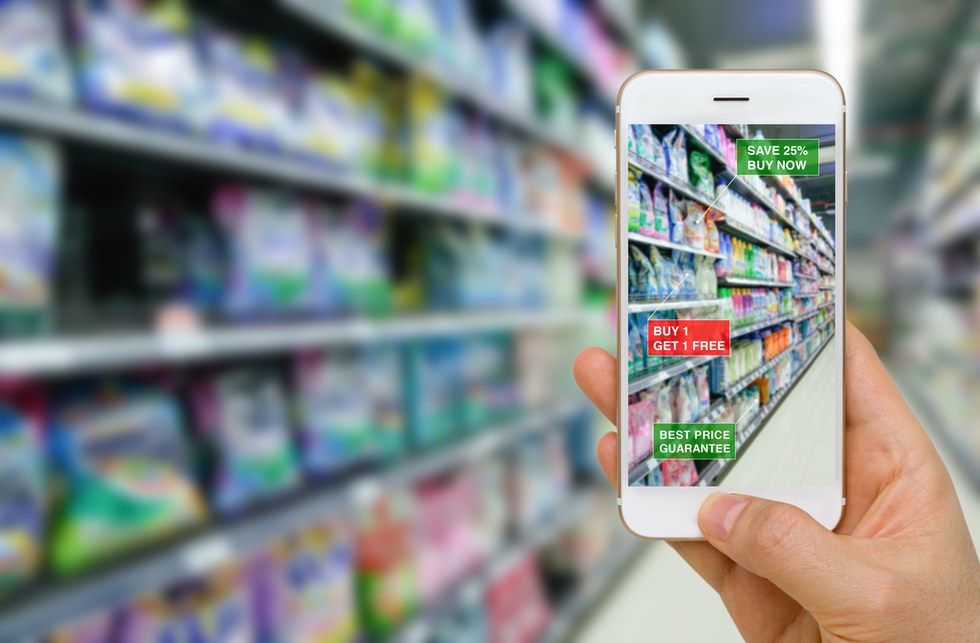 SAVE 25%
BUY NOW
BUY 1
GET 1 FREE
BEST PRICE
GUARANTEE